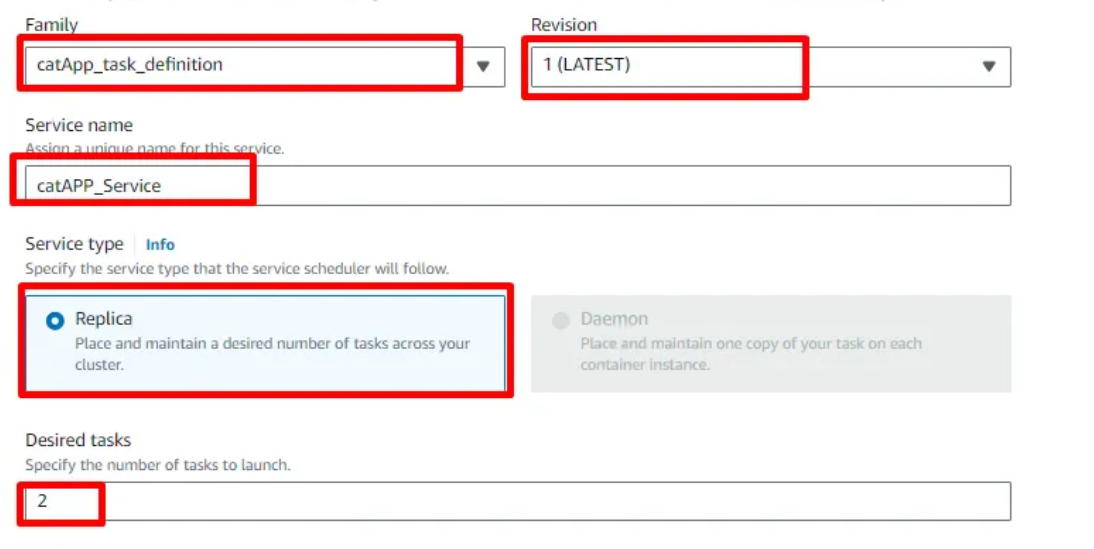 Family
Revision
catApp_task_definition
1 (LATEST)
Service name
Assign a unique name for this service.
catAPP_Service
Service type
Info
Specify the service type that the service scheduler will follow.
Replica
Place and maintain a desired number of tasks across your
cluster.
Daemon
Place and maintain one copy of your task on each
container instance.
Desired tasks
Specify the number of tasks to launch.
2